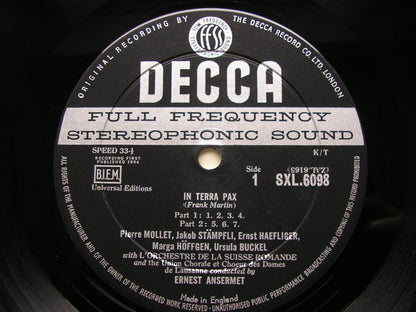 ORIGINAL RECORDING BY
THE DECCA RECORD CO. LTD. LONDON
FULL FREQUENCY RANGE
ffss
DECCA
FULL FREQUENCY
STEREOPHONIC SOUND
SPEED 33⅓
RECORDING FIRST
PUBLISHED 1964
K/T
BIEM
Universal Editions
Side
1
(ZAL.5195)
SXL.6098
IN TERRA PAX
(Frank Martin)
Part 1: 1. 2. 3. 4.
Part 2: 5. 6. 7.
Pierre MOLLET, Jakob STÄMPFLI, Ernst HAEFLIGER,
Marga HÖFFGEN, Ursula BUCKEL
with L'ORCHESTRE DE LA SUISSE ROMANDE
and the Union Chorale et Choeur des Dames
de Lausanne conducted by
ERNEST ANSERMET
Made in England
ALL RIGHTS OF THE MANUFACTURER AND OF THE OWNER OF THE RECORDED WORK RESERVED · UNAUTHORISED PUBLIC PERFORMANCE BROADCASTING AND COPYING OF THIS RECORD PROHIBITED